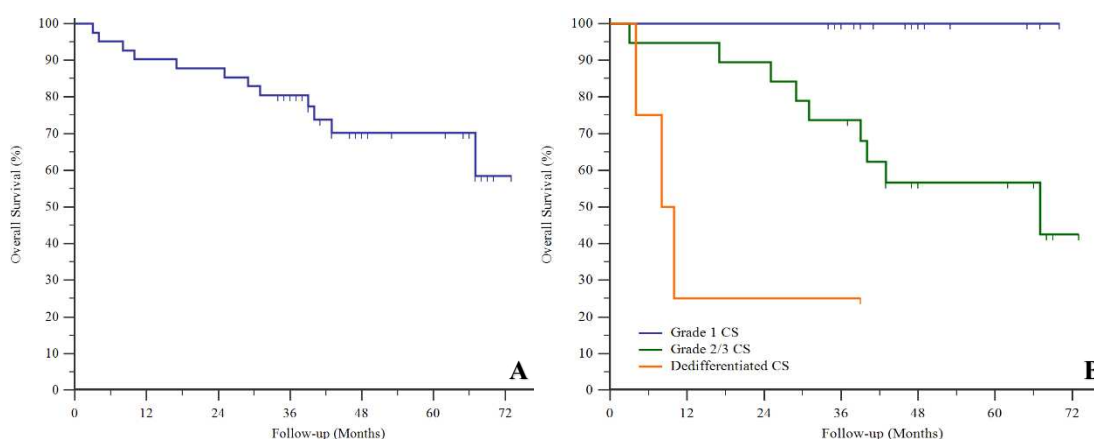 100
90
80
70
60
50
40
30
20
10
0
Overall Survival (%)
0 12 24 36 48 60 72
Follow-up (Months)
A
100
90
80
70
60
50
40
30
20
10
0
Overall Survival (%)
Grade 1 CS
Grade 2/3 CS
Dedifferentiated CS
0 12 24 36 48 60 72
Follow-up (Months)
B